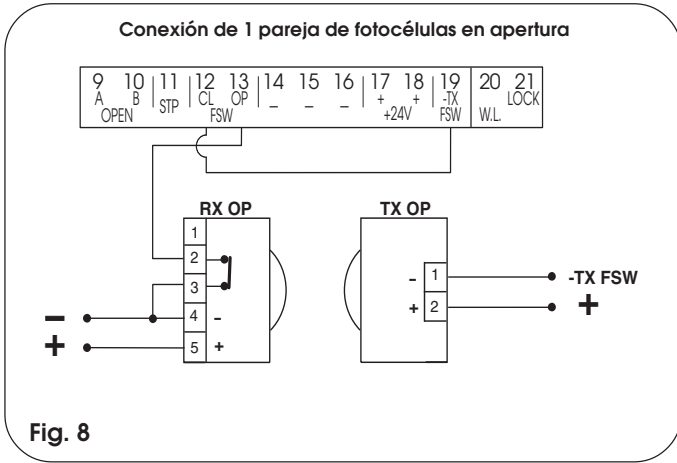 Conexión de 1 pareja de fotocélulas en apertura
9 10 11 12 13 14 15 16 17 18 19 20 21
A B STP CL OP _ _ _ + + -TX LOCK
OPEN FSW +24V FSW W.L.
RX OP TX OP
1
2
3
- 4 -
+ 5 +
- 1 -TX FSW
+ 2 +
Fig. 8